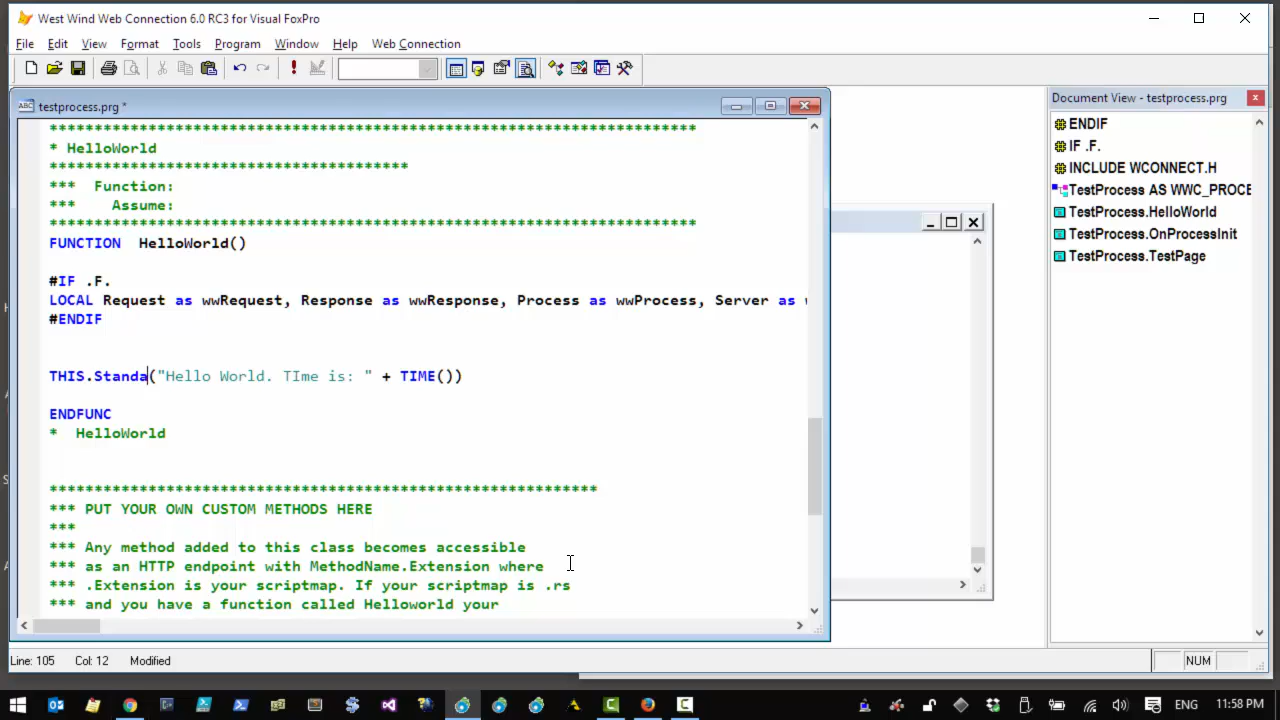 West Wind Web Connection 6.0 RC3 for Visual FoxPro
File Edit View Format Tools Program Window Help Web Connection
testprocess.prg *
***********************************************************************
* HelloWorld
****************************************
*** Function:
*** Assume:
***********************************************************************
FUNCTION HelloWorld()
#IF .F.
LOCAL Request as wwRequest, Response as wwResponse, Process as wwProcess, Server as w
#ENDIF
THIS.Standa("Hello World. TIme is: " + TIME())
ENDFUNC
* HelloWorld
*************************************************************
*** PUT YOUR OWN CUSTOM METHODS HERE
***
*** Any method added to this class becomes accessible
*** as an HTTP endpoint with MethodName.Extension where
*** .Extension is your scriptmap. If your scriptmap is .rs
*** and you have a function called Helloworld your
Document View - testprocess.prg
ENDIF
IF .F.
INCLUDE WCONNECT.H
TestProcess AS WWC_PROCE
TestProcess.HelloWorld
TestProcess.OnProcessInit
TestProcess.TestPage
Line: 105 Col: 12 Modified
NUM
ENG 11:58 PM